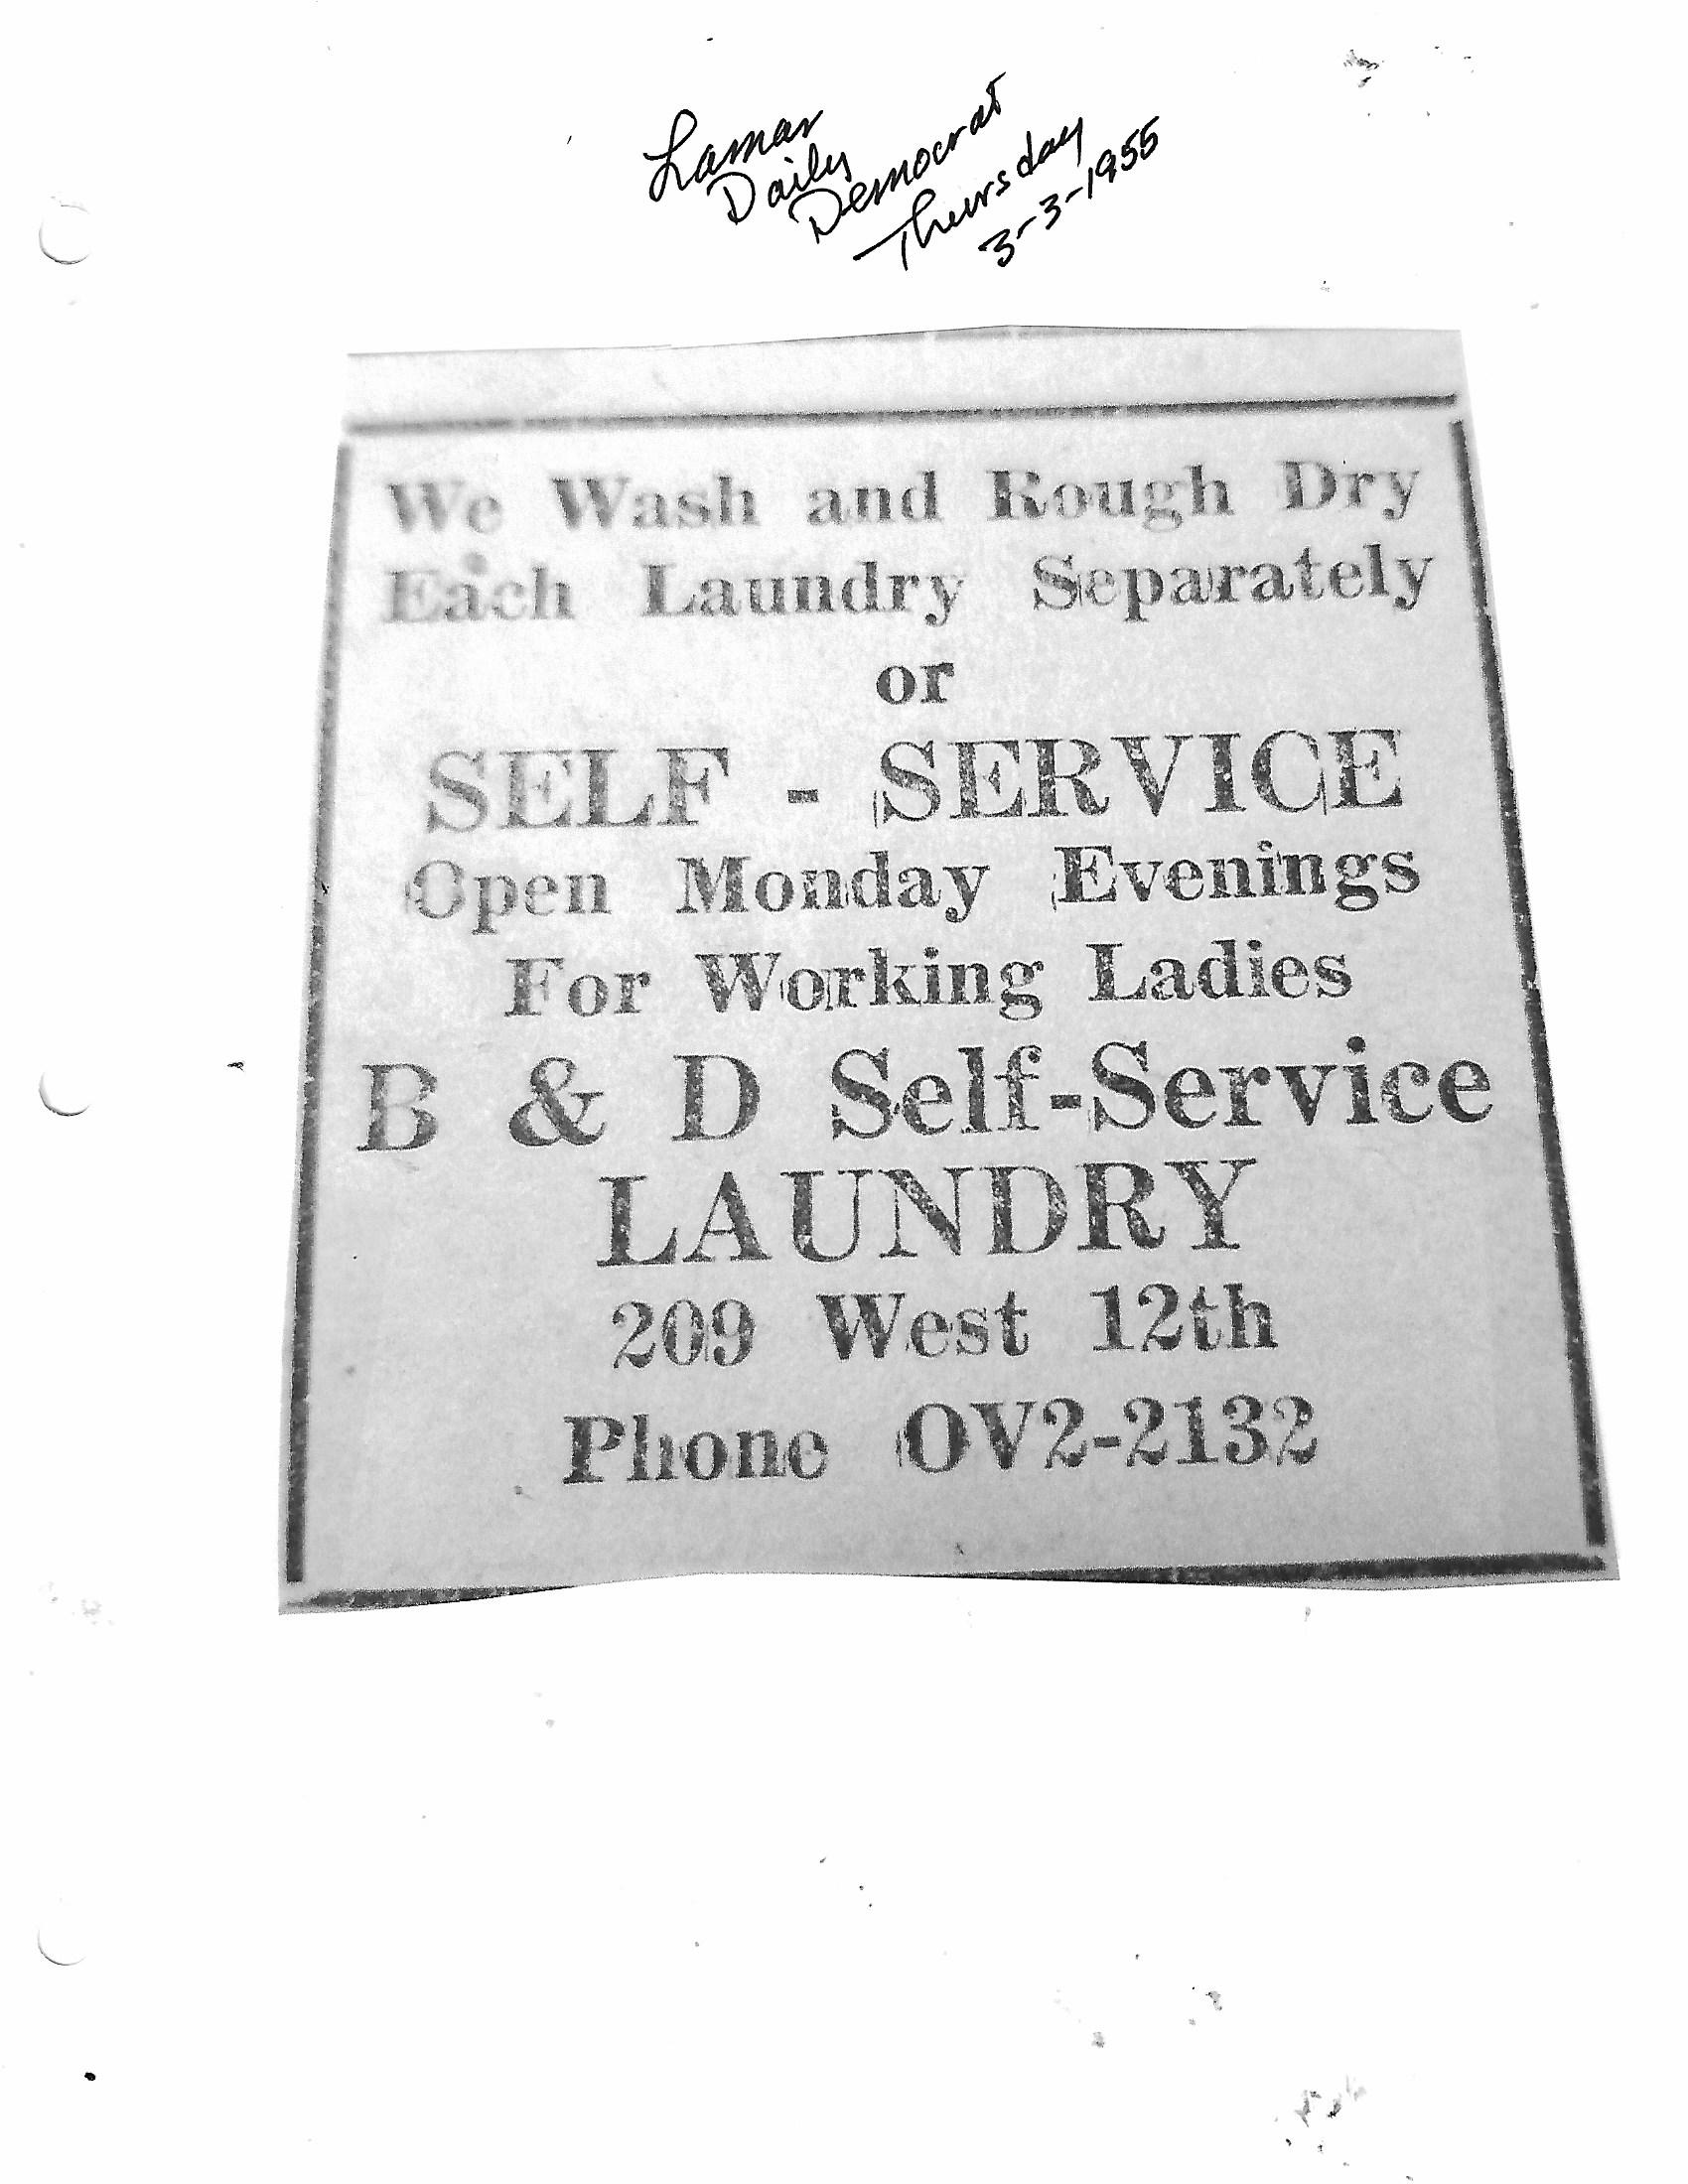 Lamar
Daily
Democrat
Thursday
3-3-1955
We Wash and Rough Dry
Each Laundry Separately
or
SELF - SERVICE
Open Monday Evenings
For Working Ladies
B & D Self-Service
LAUNDRY
209 West 12th
Phone OV2-2132